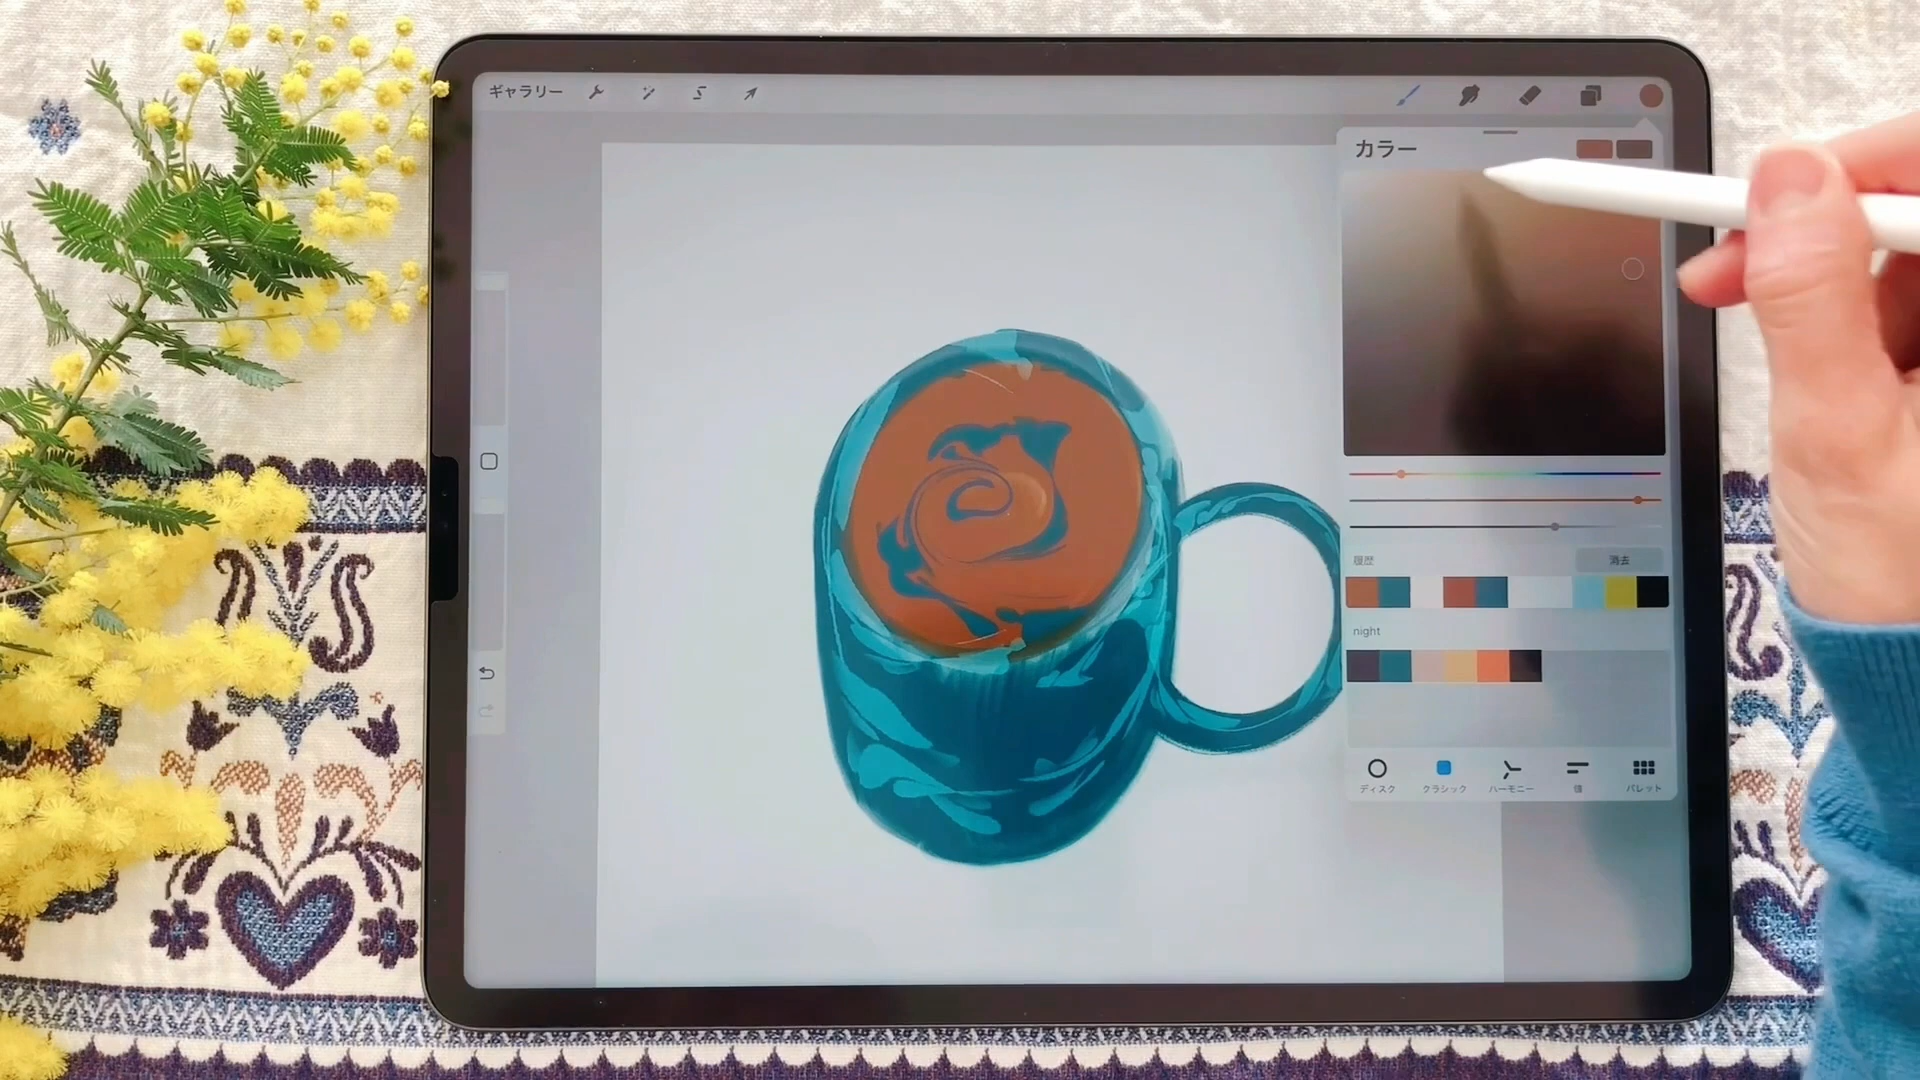 ギャラリー
カラー
履歴
消去
night
ディスク
クラシック
ハーモニー
値
パレット